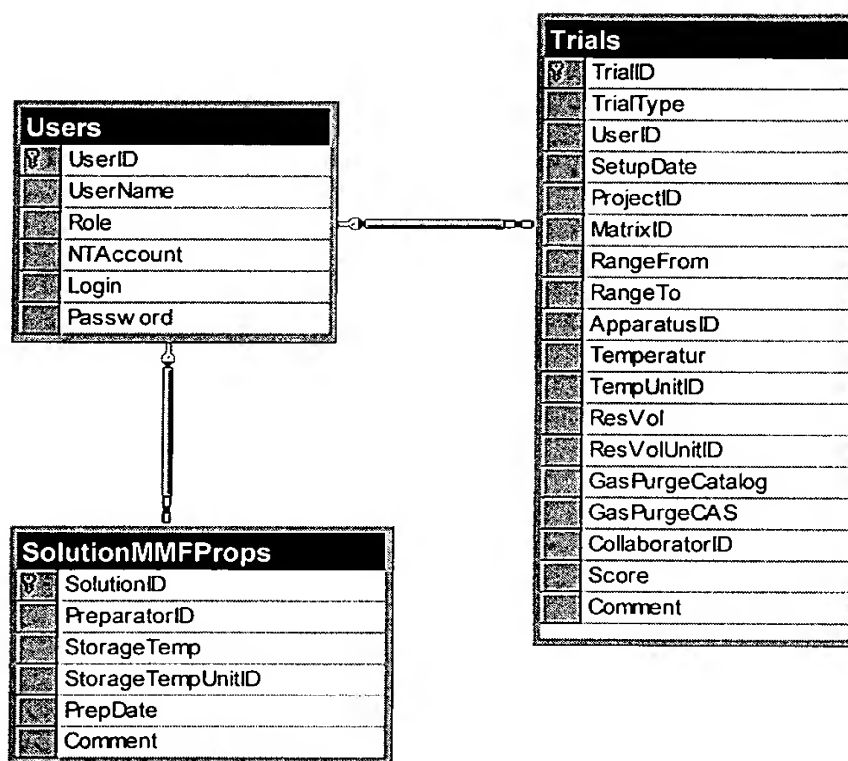 Users
UserID
UserName
Role
NTAccount
Login
Password
SolutionMMFProps
SolutionID
PreparatorID
StorageTemp
StorageTempUnitID
PrepDate
Comment
Trials
TrialID
TrialType
UserID
SetupDate
ProjectID
MatrixID
RangeFrom
RangeTo
ApparatusID
Temperatur
TempUnitID
ResVol
ResVolUnitID
GasPurgeCatalog
GasPurgeCAS
CollaboratorID
Score
Comment